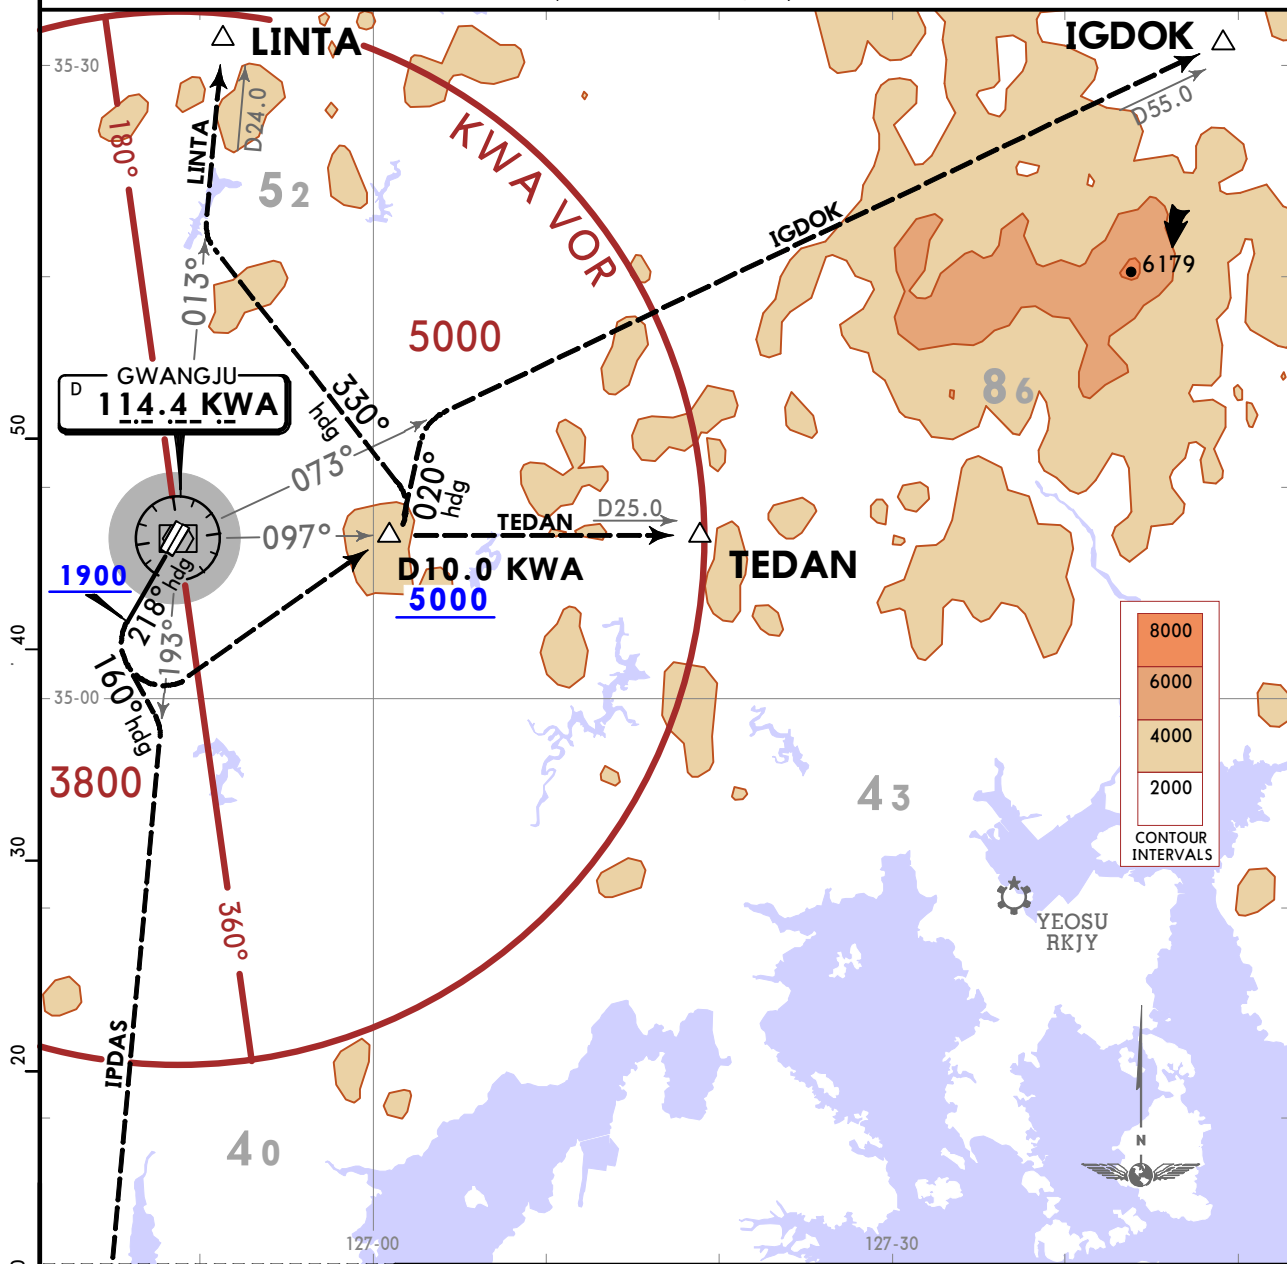 LINTA
IGDOK
35-30
D24.0
D55.0
LINTA
180°
KWA VOR
52
IGDOK
6179
013°
5000
GWANGJU
D 114.4 KWA
330°
hdg
86
50
073°
020°
hdg
097°
TEDAN
D25.0
D10.0 KWA
5000
TEDAN
1900
218° hdg
193°
8000
40
160° hdg
6000
35-00
4000
3800
2000
43
CONTOUR
INTERVALS
30
360°
YEOSU
RKJY
IPDAS
20
40
N
127-00
127-30